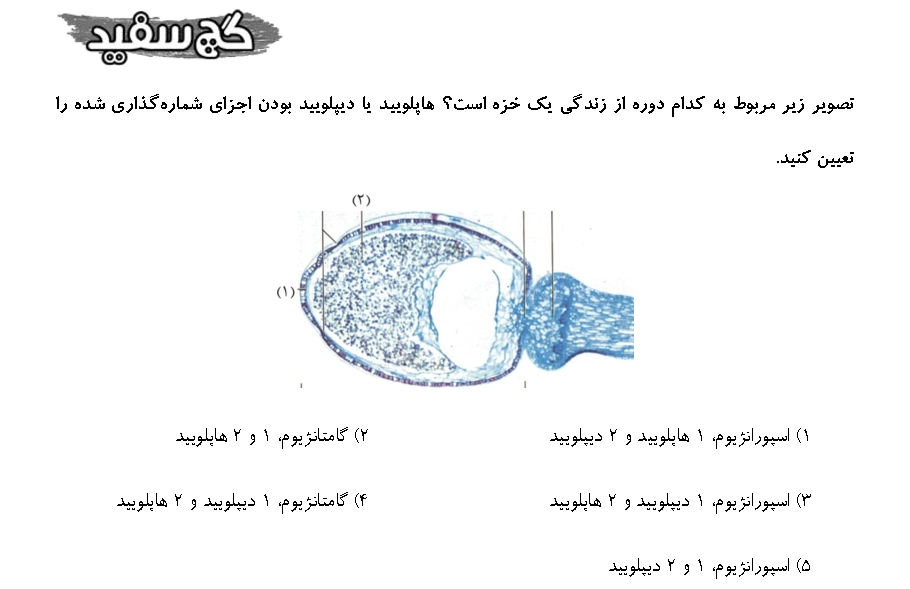 گچ سفید
تصویر زیر مربوط به کدام دوره از زندگی یک خزه است؟ هاپلویید یا دیپلویید بودن اجزای شماره‌گذاری شده را
تعیین کنید.
(۲)
(۱)
۱) اسپورانژیوم، ۱ هاپلویید و ۲ دیپلویید
۲) گامتانژیوم، ۱ و ۲ هاپلویید
۳) اسپورانژیوم، ۱ دیپلویید و ۲ هاپلویید
۴) گامتانژیوم، ۱ دیپلویید و ۲ هاپلویید
۵) اسپورانژیوم، ۱ و ۲ دیپلویید